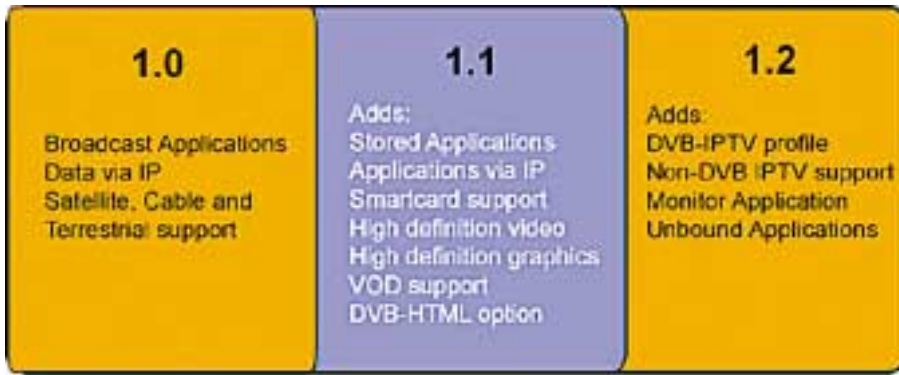 1.0
Broadcast Applications
Data via IP
Satellite, Cable and
Terrestrial support
1.1
Adds:
Stored Applications
Applications via IP
Smartcard support
High definition video
High definition graphics
VOD support
DVB-HTML option
1.2
Adds:
DVB-IPTV profile
Non-DVB IPTV support
Monitor Application
Unbound Applications